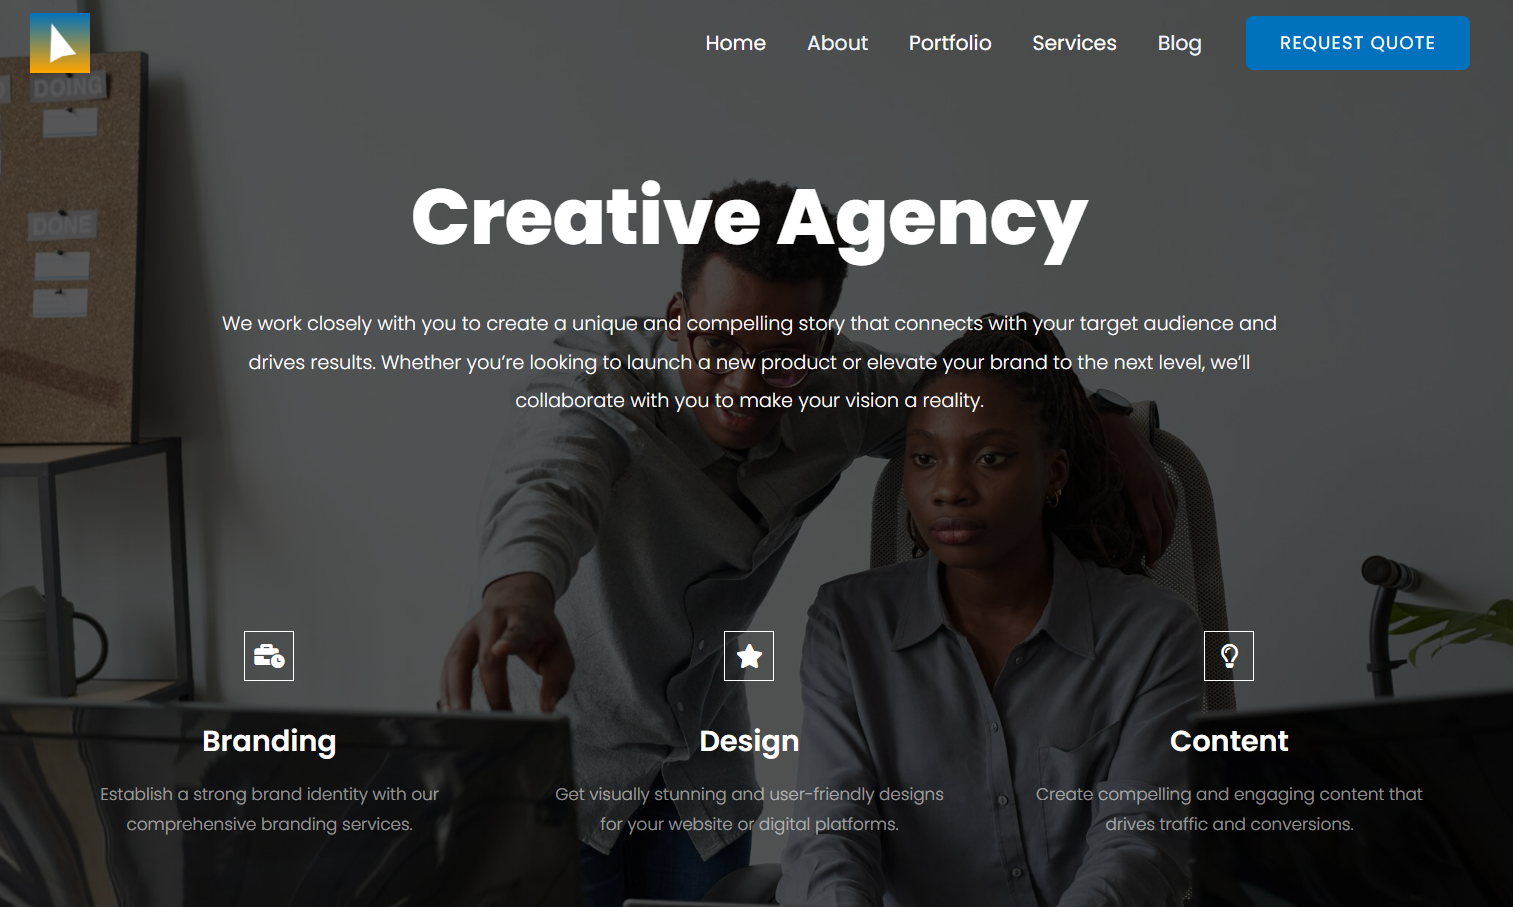 Home About Portfolio Services Blog REQUEST QUOTE
DOING
DONE
Creative Agency
We work closely with you to create a unique and compelling story that connects with your target audience and
drives results. Whether you’re looking to launch a new product or elevate your brand to the next level, we’ll
collaborate with you to make your vision a reality.
Branding
Establish a strong brand identity with our
comprehensive branding services.
Design
Get visually stunning and user-friendly designs
for your website or digital platforms.
Content
Create compelling and engaging content that
drives traffic and conversions.